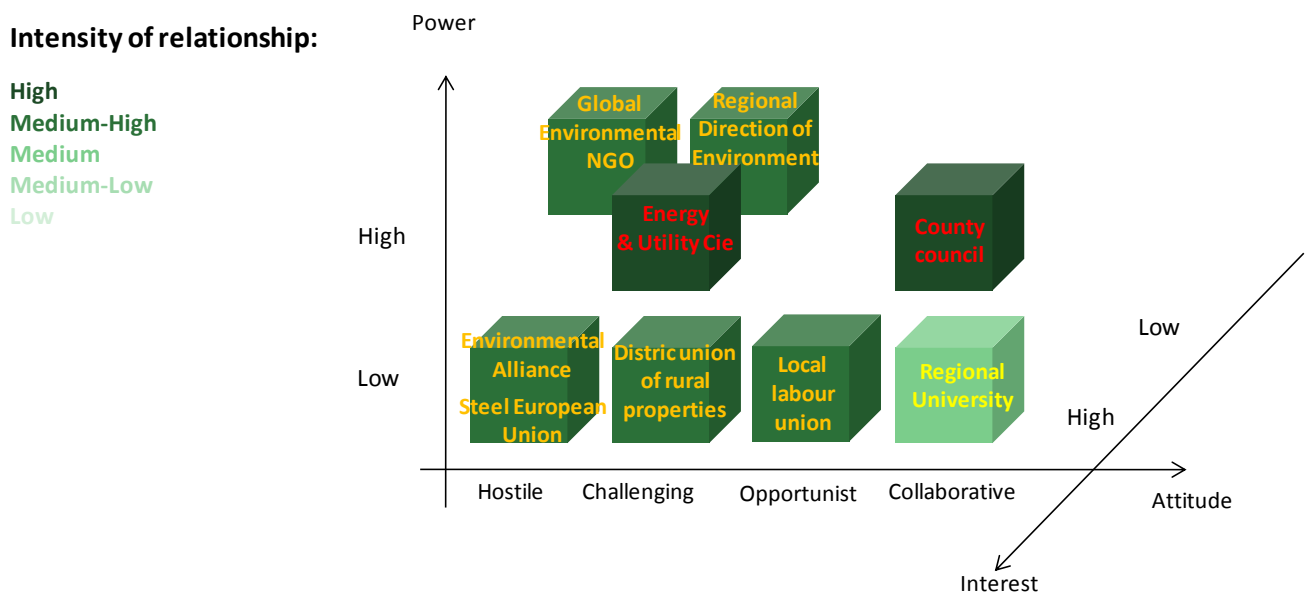 Intensity of relationship:
High
Medium-High
Medium
Medium-Low
Low
Power
Global
Environmental
NGO
Regional
Direction of
Environment
Energy
& Utility Cie
County
council
High
Environmental
Alliance
Steel European
Union
Distric union
of rural
properties
Local
labour
union
Regional
University
Low
Low
High
Hostile
Challenging
Opportunist
Collaborative
Attitude
Interest